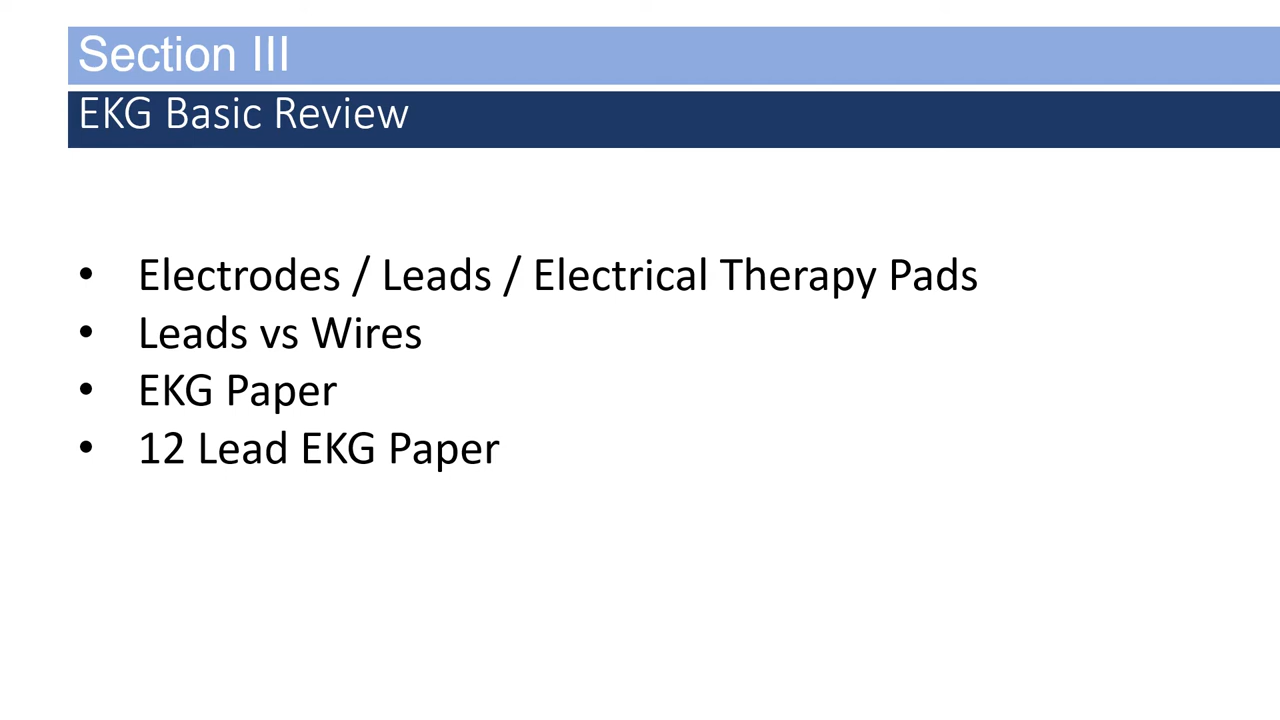 Section III
EKG Basic Review
• Electrodes / Leads / Electrical Therapy Pads
• Leads vs Wires
• EKG Paper
• 12 Lead EKG Paper